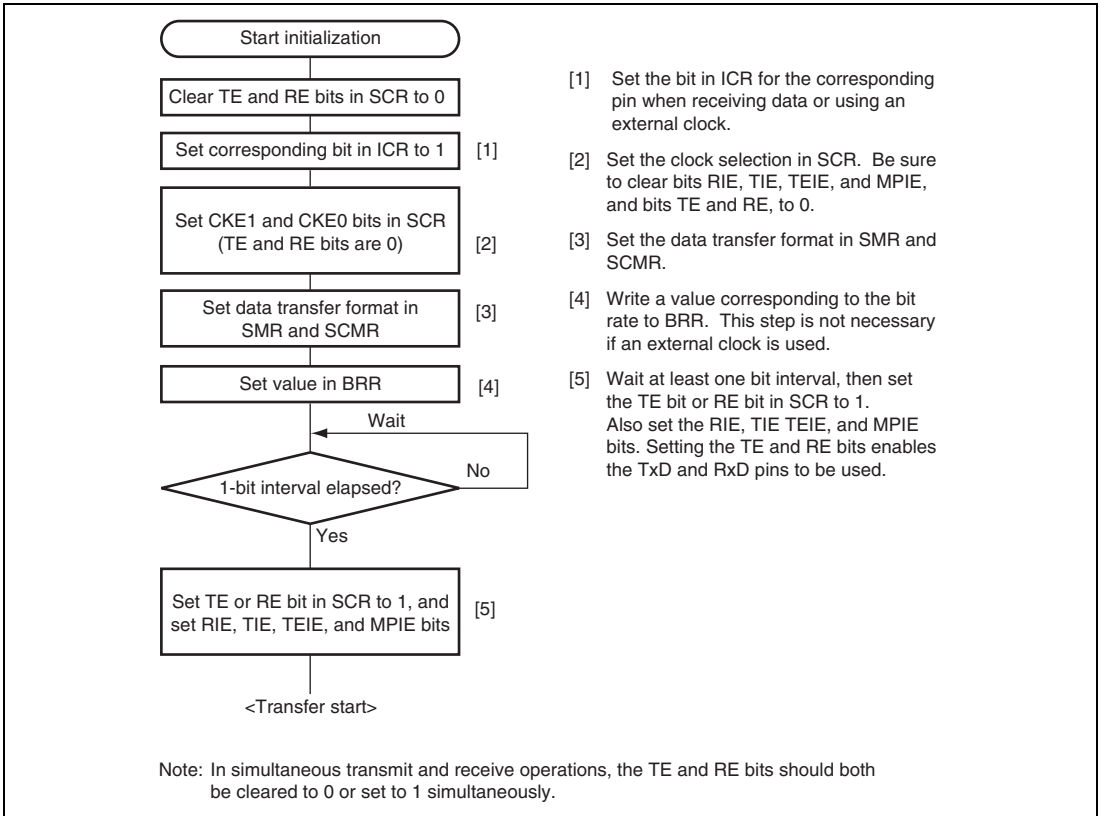 Start initialization
Clear TE and RE bits in SCR to 0
Set corresponding bit in ICR to 1
[1]
Set CKE1 and CKE0 bits in SCR
(TE and RE bits are 0)
[2]
Set data transfer format in
SMR and SCMR
[3]
Set value in BRR
[4]
Wait
No
1-bit interval elapsed?
Yes
Set TE or RE bit in SCR to 1, and
set RIE, TIE, TEIE, and MPIE bits
[5]
<Transfer start>
[1] Set the bit in ICR for the corresponding
pin when receiving data or using an
external clock.
[2] Set the clock selection in SCR. Be sure
to clear bits RIE, TIE, TEIE, and MPIE,
and bits TE and RE, to 0.
[3] Set the data transfer format in SMR and
SCMR.
[4] Write a value corresponding to the bit
rate to BRR. This step is not necessary
if an external clock is used.
[5] Wait at least one bit interval, then set
the TE bit or RE bit in SCR to 1.
Also set the RIE, TIE TEIE, and MPIE
bits. Setting the TE and RE bits enables
the TxD and RxD pins to be used.
Note: In simultaneous transmit and receive operations, the TE and RE bits should both
be cleared to 0 or set to 1 simultaneously.